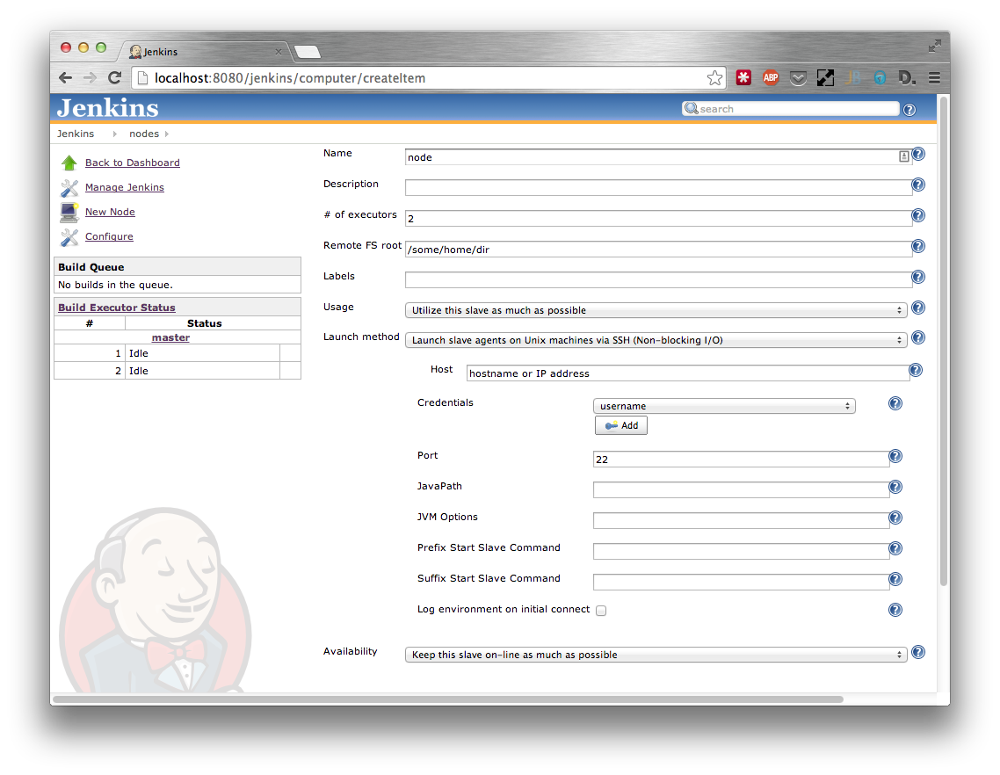 Jenkins
localhost:8080/jenkins/computer/createItem
ABP
D.
Jenkins
search
Jenkins
nodes
Back to Dashboard
Manage Jenkins
New Node
Configure
Build Queue
No builds in the queue.
Build Executor Status
# Status
master
1 Idle
2 Idle
Name node
Description
# of executors 2
Remote FS root /some/home/dir
Labels
Usage Utilize this slave as much as possible
Launch method Launch slave agents on Unix machines via SSH (Non-blocking I/O)
Host hostname or IP address
Credentials username
Add
Port 22
JavaPath
JVM Options
Prefix Start Slave Command
Suffix Start Slave Command
Log environment on initial connect
Availability Keep this slave on-line as much as possible